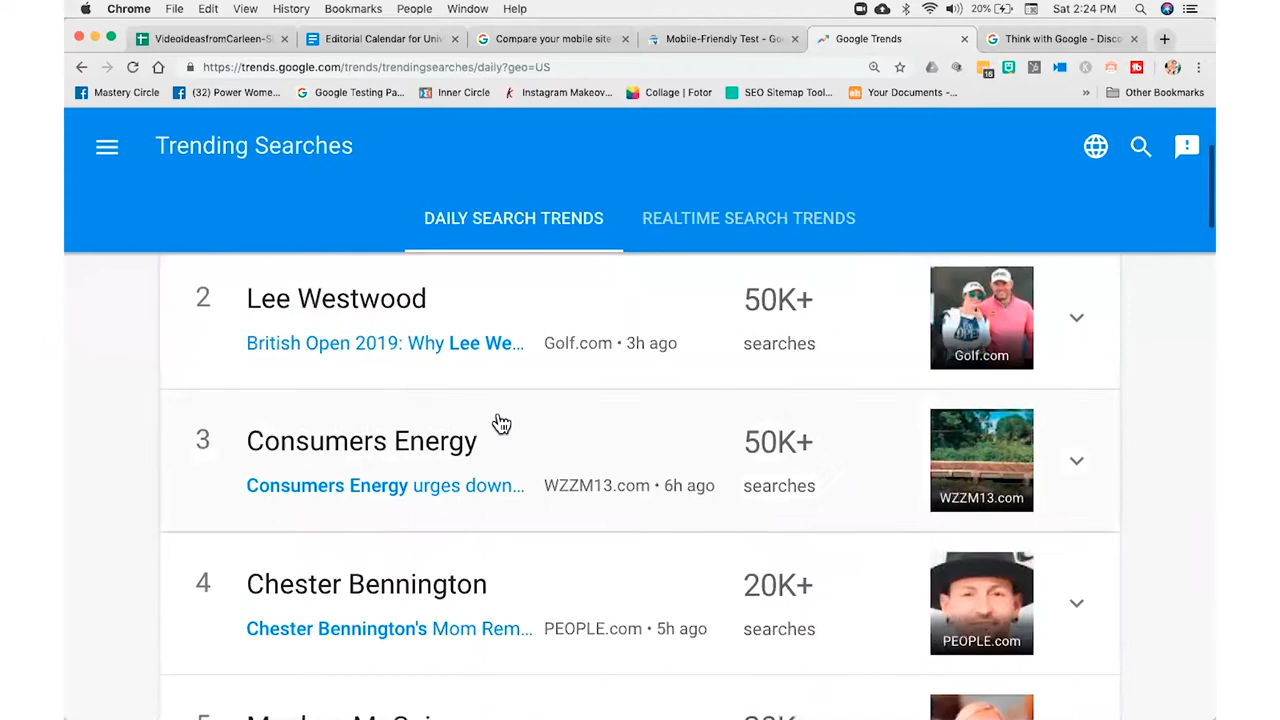 Chrome File Edit View History Bookmarks People Window Help 20% Sat 2:24 PM
VideoideasfromCarleen-S Editorial Calendar for Univ Compare your mobile site Mobile-Friendly Test - Goo Google Trends Think with Google - Disco
https://trends.google.com/trends/trendingsearches/daily?geo=US 16
Mastery Circle (32) Power Wome... Google Testing Pa... Inner Circle Instagram Makeov... Collage | Fotor SEO Sitemap Tool... Your Documents -... » Other Bookmarks
Trending Searches
DAILY SEARCH TRENDS REALTIME SEARCH TRENDS
2 Lee Westwood 50K+
British Open 2019: Why Lee We... Golf.com • 3h ago searches
Golf.com
3 Consumers Energy 50K+
Consumers Energy urges down... WZZM13.com • 6h ago searches
WZZM13.com
4 Chester Bennington 20K+
Chester Bennington's Mom Rem... PEOPLE.com • 5h ago searches
PEOPLE.com